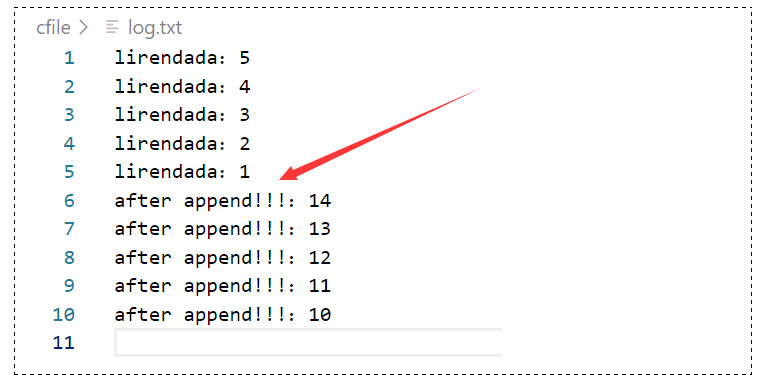 cfile > log.txt
1 lirendada: 5
2 lirendada: 4
3 lirendada: 3
4 lirendada: 2
5 lirendada: 1
6 after append!!!: 14
7 after append!!!: 13
8 after append!!!: 12
9 after append!!!: 11
10 after append!!!: 10
11